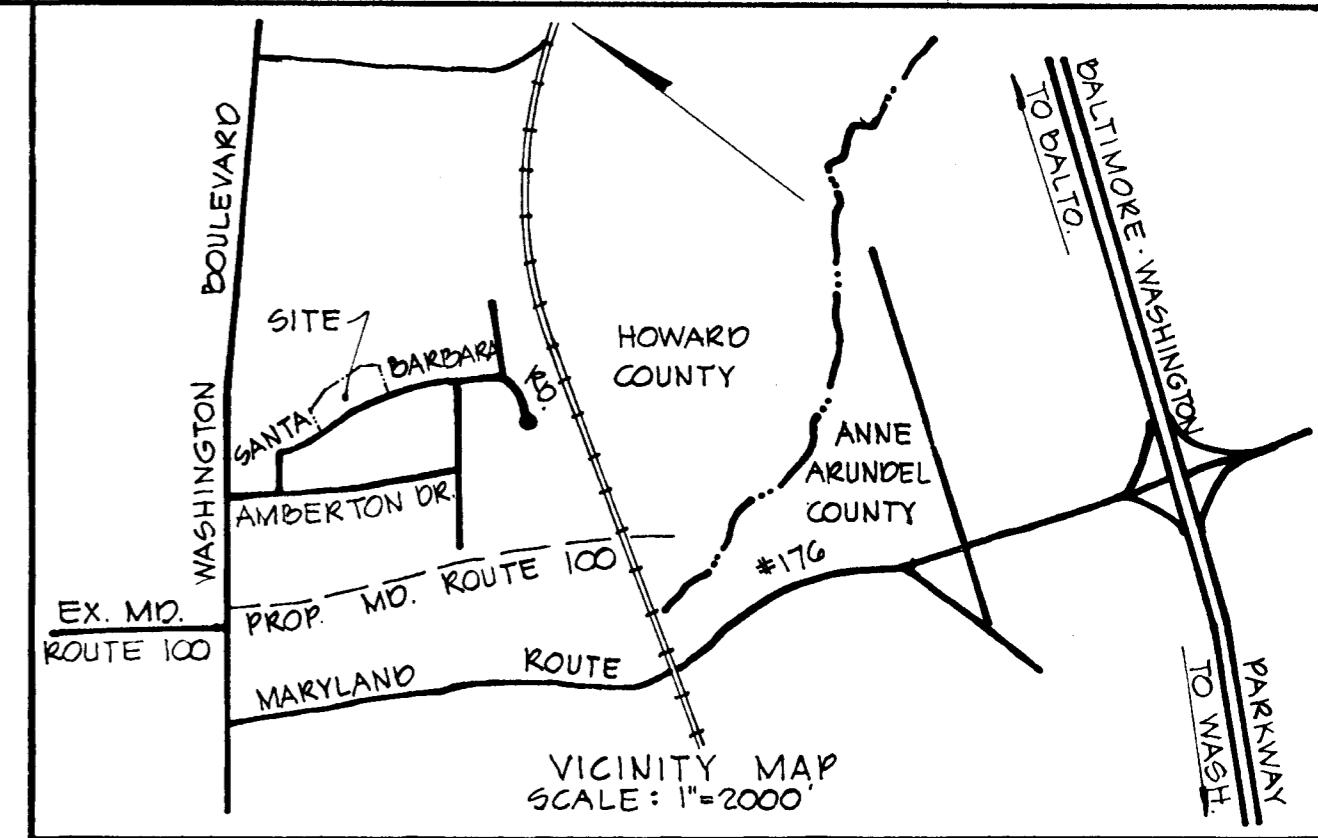 WASHINGTON BOULEVARD
SITE
SANTA BARBARA RD.
AMBERTON DR.
HOWARD
COUNTY
ANNE
ARUNDEL
COUNTY
TO BALTO.
BALTIMORE · WASHINGTON PARKWAY
TO WASH.
PROP. MD. ROUTE 100
EX. MD.
ROUTE 100
MARYLAND ROUTE #176
VICINITY MAP
SCALE: 1"=2000'